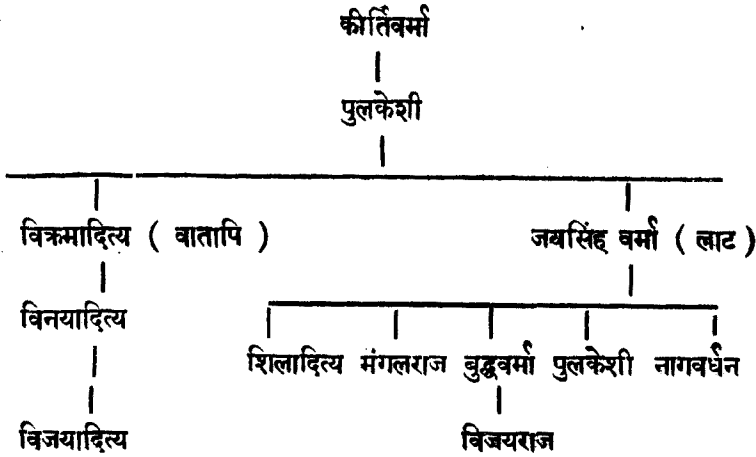 कीर्तिवर्मा
पुलकेशी
विक्रमादित्य ( वातापि ) जयसिंह वर्मा ( लाट )
विनयादित्य
शिलादित्य मंगलराज बुद्धवर्मा पुलकेशी नागवर्धन
विजयादित्य विजयराज